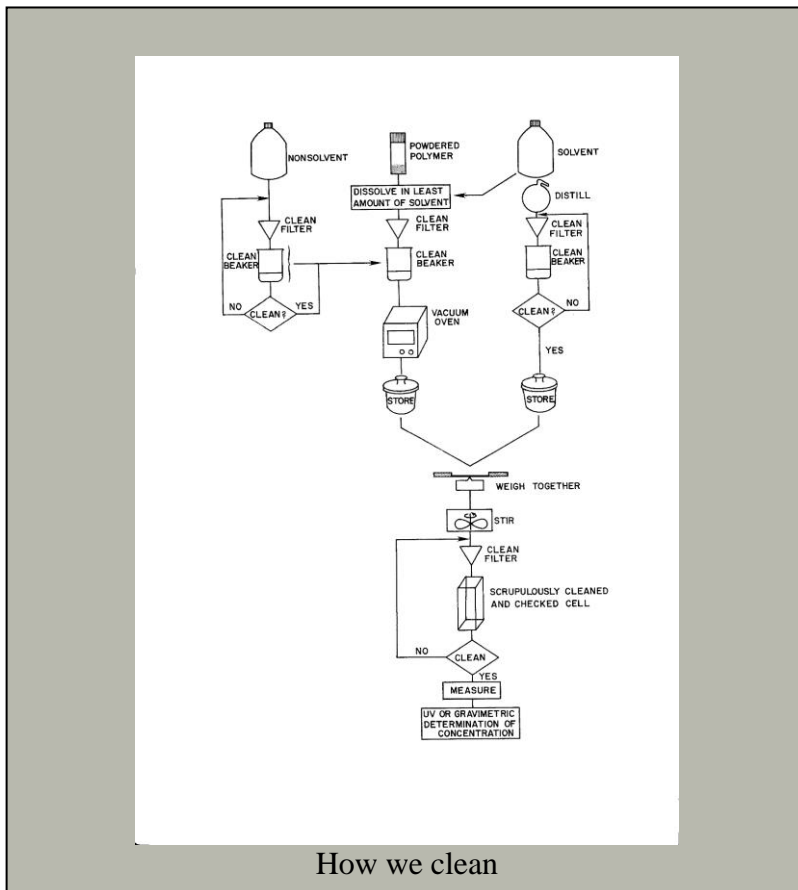 NONSOLVENT
CLEAN
FILTER
CLEAN
BEAKER
NO
YES
CLEAN?
POWDERED
POLYMER
DISSOLVE IN LEAST
AMOUNT OF SOLVENT
CLEAN
FILTER
CLEAN
BEAKER
VACUUM
OVEN
STORE
SOLVENT
DISTILL
CLEAN
FILTER
CLEAN
BEAKER
NO
CLEAN?
YES
STORE
WEIGH TOGETHER
STIR
CLEAN
FILTER
SCRUPULOUSLY CLEANED
AND CHECKED CELL
NO
CLEAN
YES
MEASURE
UV OR GRAVIMETRIC
DETERMINATION OF
CONCENTRATION
How we clean